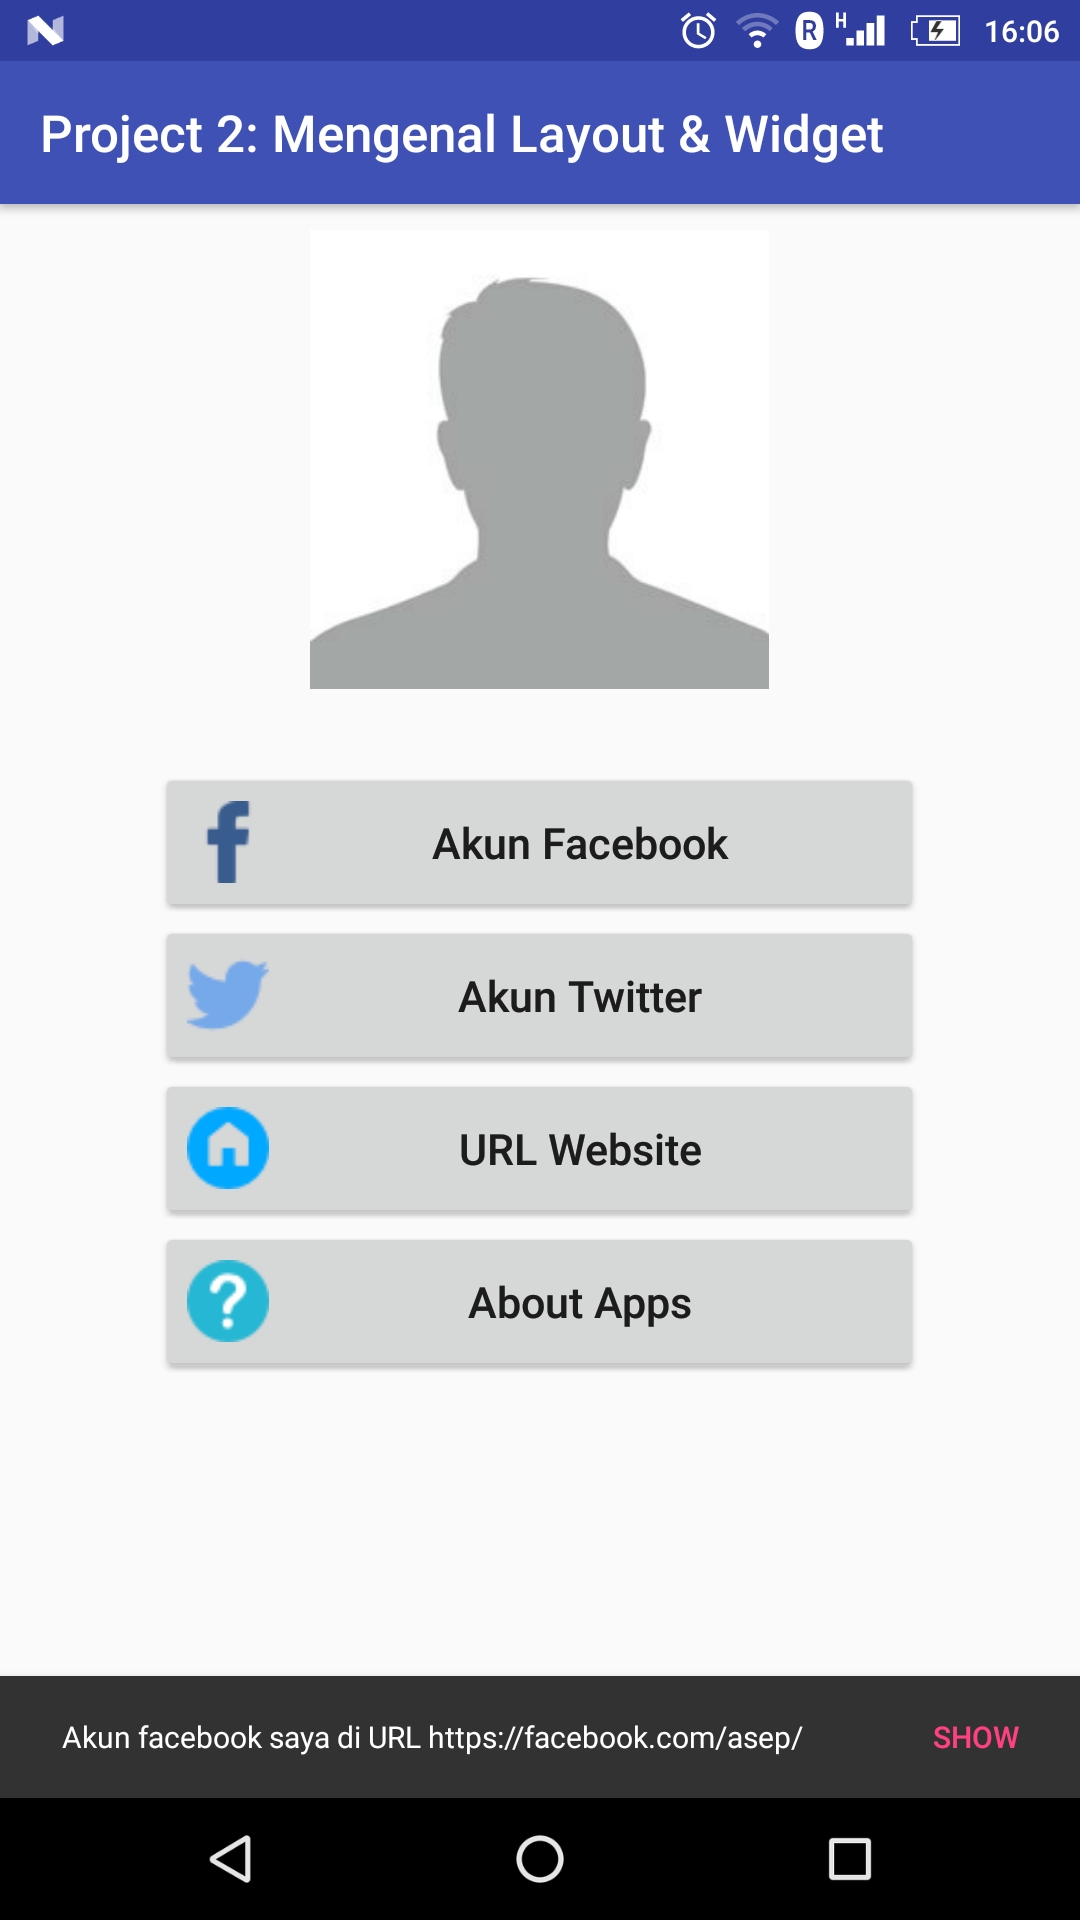 R H 16:06
Project 2: Mengenal Layout & Widget
Akun Facebook
Akun Twitter
URL Website
? About Apps
Akun facebook saya di URL https://facebook.com/asep/ SHOW